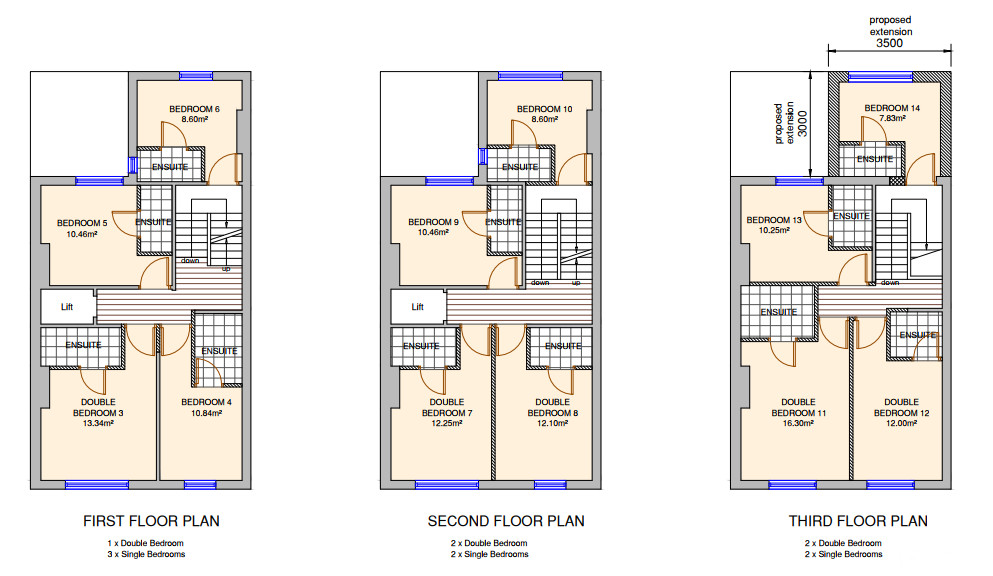 proposed
extension
3500
proposed
extension
3000
BEDROOM 6
8.60m²
ENSUITE
BEDROOM 5
10.46m²
ENSUITE
down
up
Lift
ENSUITE
ENSUITE
DOUBLE
BEDROOM 3
13.34m²
BEDROOM 4
10.84m²
FIRST FLOOR PLAN
1 x Double Bedroom
3 x Single Bedrooms
BEDROOM 10
8.60m²
ENSUITE
BEDROOM 9
10.46m²
ENSUITE
down
up
Lift
ENSUITE
ENSUITE
DOUBLE
BEDROOM 7
12.25m²
DOUBLE
BEDROOM 8
12.10m²
SECOND FLOOR PLAN
2 x Double Bedroom
2 x Single Bedrooms
BEDROOM 14
7.83m²
ENSUITE
BEDROOM 13
10.25m²
ENSUITE
down
ENSUITE
ENSUITE
DOUBLE
BEDROOM 11
16.30m²
DOUBLE
BEDROOM 12
12.00m²
THIRD FLOOR PLAN
2 x Double Bedroom
2 x Single Bedrooms